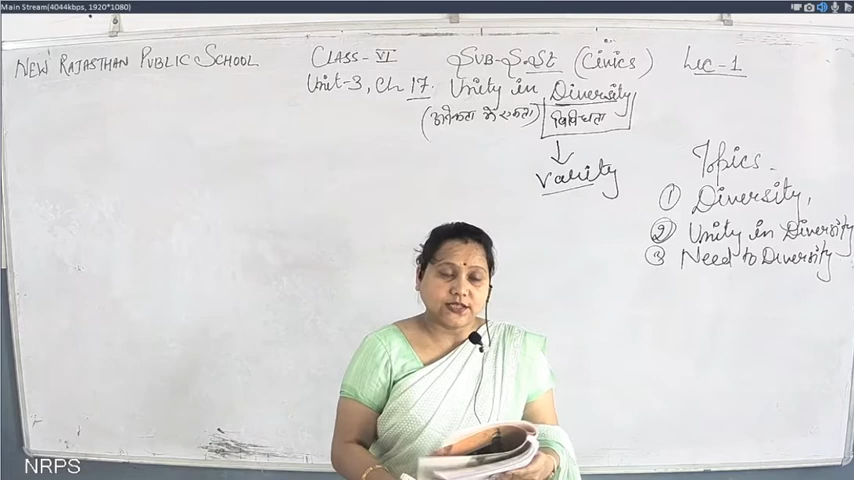 Main Stream(4044kbps, 1920*1080)
NEW RAJASTHAN PUBLIC SCHOOL CLASS-VI SUB-S.St (Civics) Lec-1
Unit-3, Ch 17. Unity in Diversity
(अनेकता में एकता) विविधता
↓
Varity
Topics
① Diversity,
② Unity in Diversity
③ Need to Diversity
NRPS